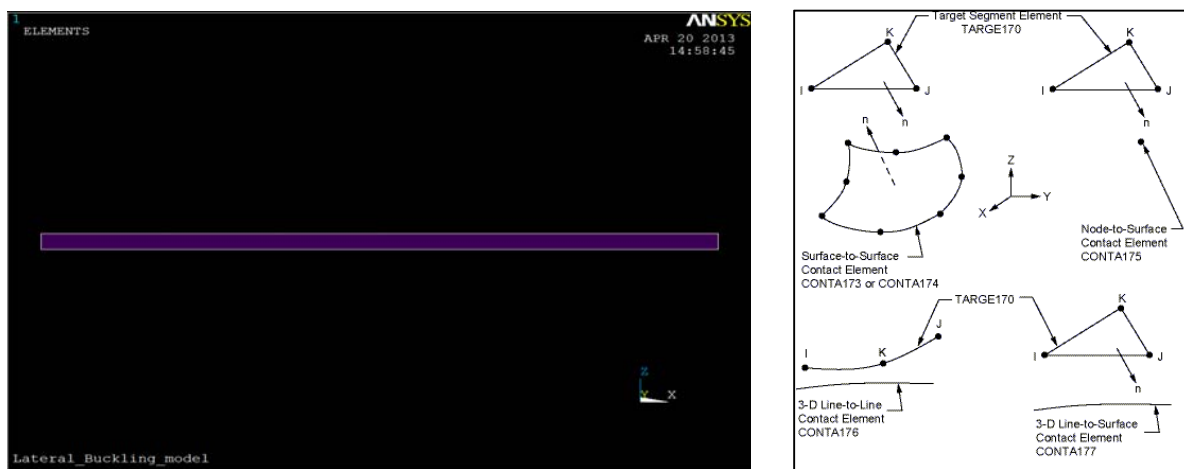 1
ANSYS
ELEMENTS
APR 20 2013
14:58:45
Z
Y
X
Lateral_Buckling_model
Target Segment Element
TARGE170
K
K
I
J
I
J
n
n
n
Z
Y
X
Surface-to-Surface
Contact Element
CONTA173 or CONTA174
Node-to-Surface
Contact Element
CONTA175
TARGE170
I
K
J
K
I
J
n
3-D Line-to-Line
Contact Element
CONTA176
3-D Line-to-Surface
Contact Element
CONTA177